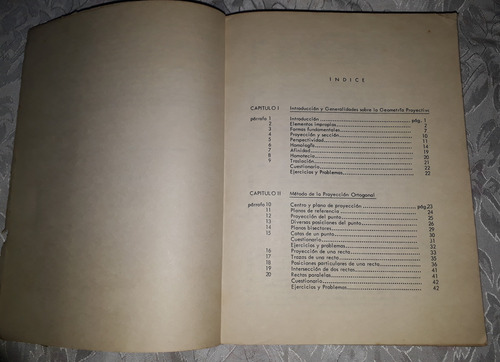 INDICE
CAPITULO I Introducción y Generalidades sobre la Geometría Proyectiva
párrafo 1 Introducción pág. 1
2 Elementos impropios 2
3 Formas fundamentales 7
4 Proyección y sección 10
5 Perspectividad 11
6 Homología 14
7 Afinidad 19
8 Homotecia 20
9 Traslación 21
Cuestionario 22
Ejercicios y Problemas 22
CAPITULO II Método de la Proyección Ortogonal
párrafo 10 Centro y plano de proyección pág. 23
11 Planos de referencia 24
12 Proyección del punto 25
13 Diversas posiciones del punto 26
14 Planos bisectores 29
15 Cotas de un punto 30
Cuestionario 31
Ejercicios y problemas 32
16 Proyección de una recta 33
17 Trazas de una recta 35
18 Posiciones particulares de una recta 36
19 Intersección de dos rectas 41
20 Rectas paralelas 41
Cuestionario 42
Ejercicios y Problemas 42